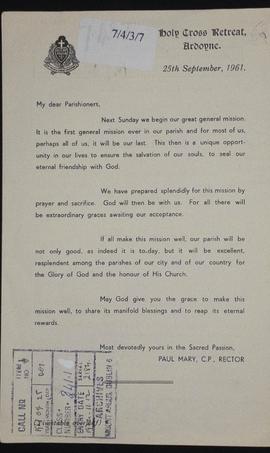 7/4/3/7
Holy Cross Retreat,
Ardoyne.
25th September, 1961.
My dear Parishioners,
Next Sunday we begin our great general mission.
It is the first general mission ever in our parish and for most of us,
perhaps all of us, it will be our last. This then is a unique opport-
unity in our lives to ensure the salvation of our souls, to seal our
eternal friendship with God.
We have prepared splendidly for this mission by
prayer and sacrifice. God will then be with us. For all there will
be extraordinary graces awaiting our acceptance.
If all make this mission well, our parish will be
not only good, as indeed it is to-day, but it will be excellent,
resplendent among the parishes of our city and of our country for
the Glory of God and the honour of His Church.
May God give you the grace to make this
mission well, to share its manifold blessings and to reap its eternal
rewards.
Most devotedly yours in the Sacred Passion,
PAUL MARY, C.P., RECTOR
CALL NO
ITEM
CLASS
NUMBER
ENTRY DATE
ARCHIVES